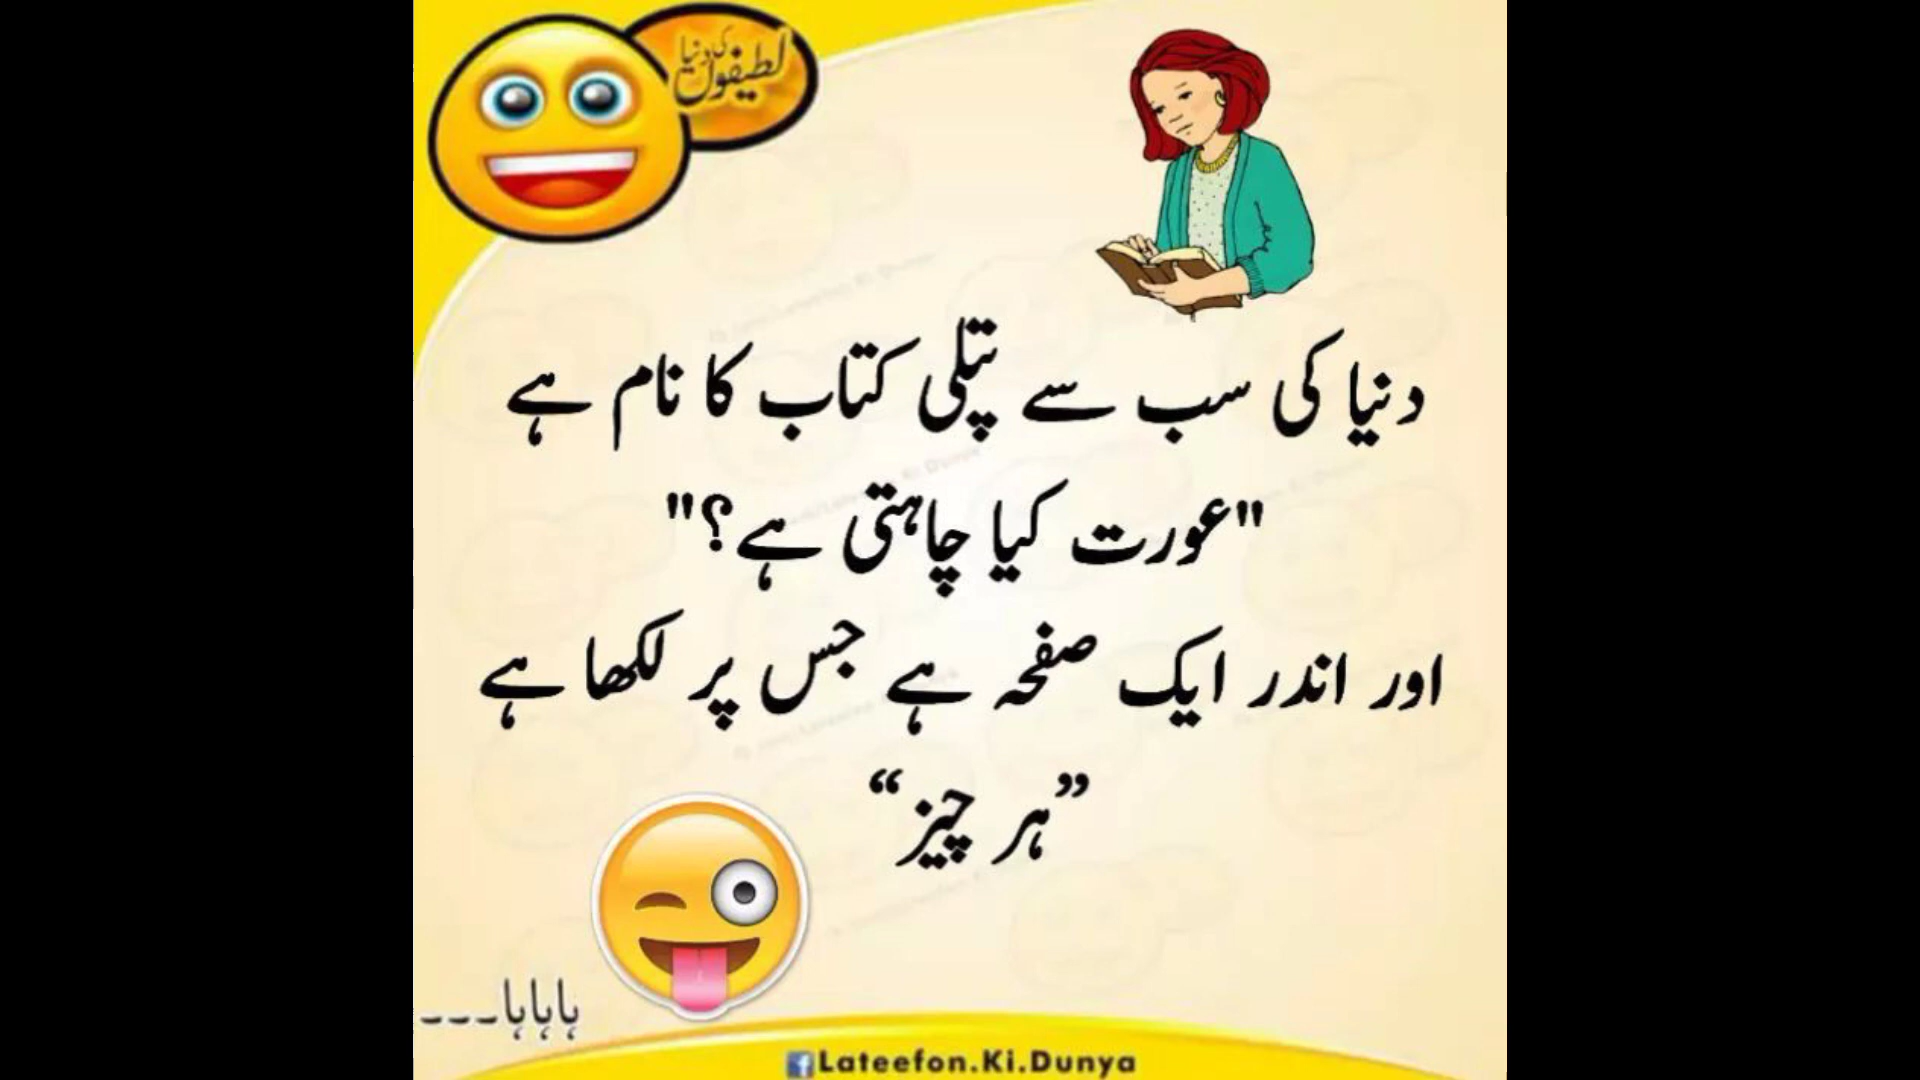 لطیفوں کی دنیا
دنیا کی سب سے پتلی کتاب کا نام ہے
"عورت کیا چاہتی ہے؟"
اور اندر ایک صفحہ ہے جس پر لکھا ہے
”ہر چیز“
ہاہاہا۔۔۔
Lateefon.Ki.Dunya